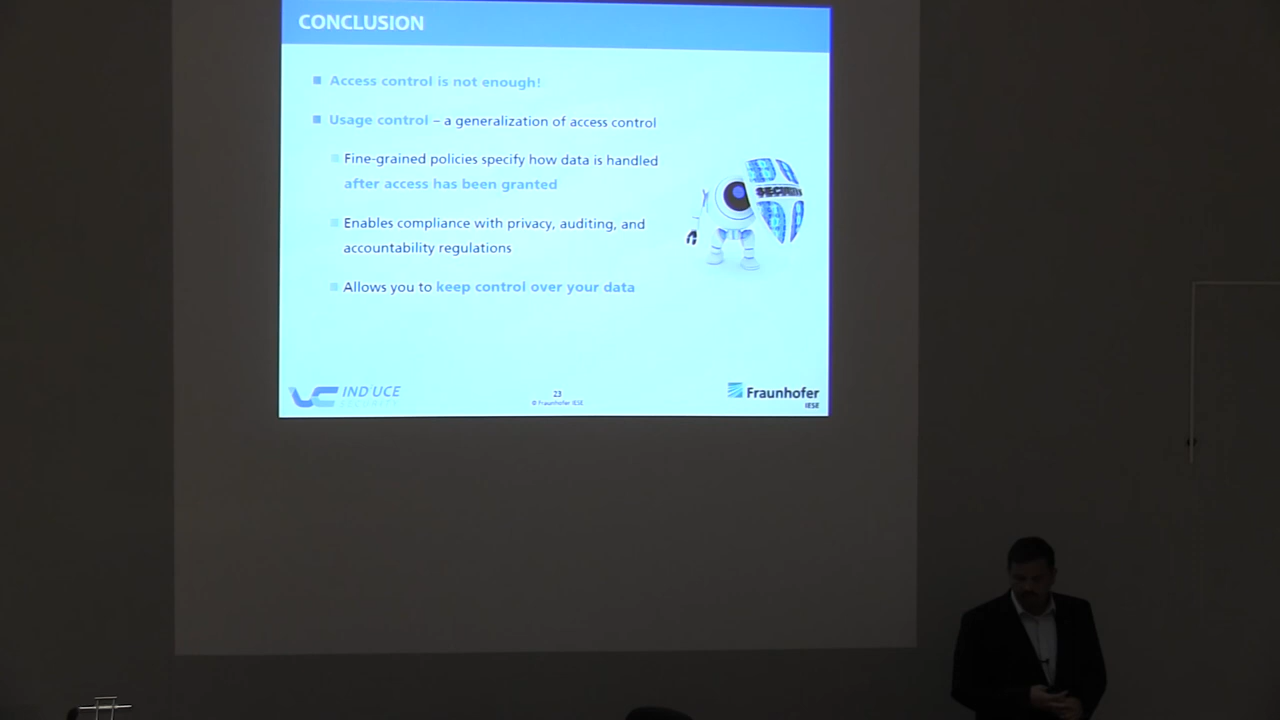 CONCLUSION
Access control is not enough!
Usage control – a generalization of access control
Fine-grained policies specify how data is handled
after access has been granted
Enables compliance with privacy, auditing, and
accountability regulations
SECURITY
Allows you to keep control over your data
IND UCE
SECURITY
23
© Fraunhofer IESE
Fraunhofer
IESE